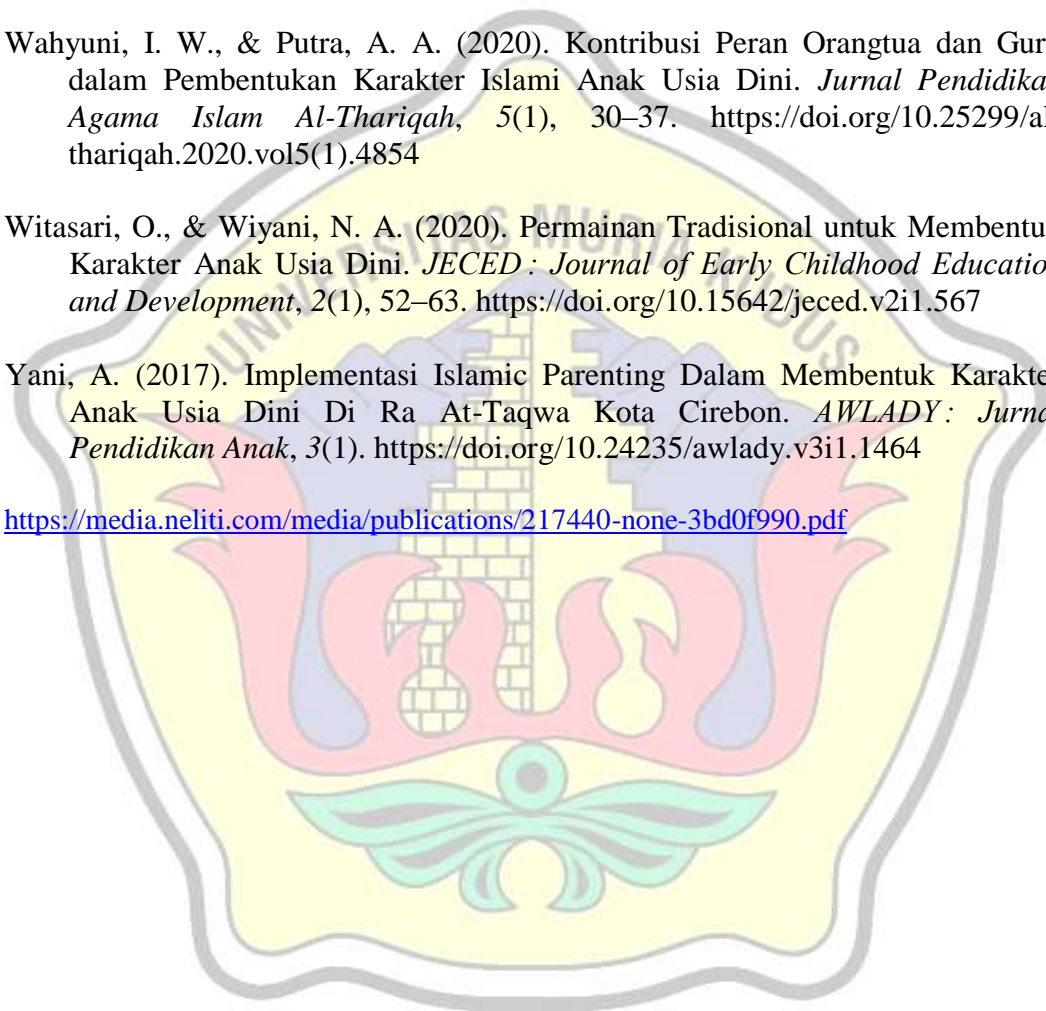 Wahyuni, I. W., & Putra, A. A. (2020). Kontribusi Peran Orangtua dan Gur
dalam Pembentukan Karakter Islami Anak Usia Dini. Jurnal Pendidika
Agama Islam Al-Thariqah, 5(1), 30–37. https://doi.org/10.25299/al
thariqah.2020.vol5(1).4854
Witasari, O., & Wiyani, N. A. (2020). Permainan Tradisional untuk Membentu
Karakter Anak Usia Dini. JECED : Journal of Early Childhood Educatio
and Development, 2(1), 52–63. https://doi.org/10.15642/jeced.v2i1.567
Yani, A. (2017). Implementasi Islamic Parenting Dalam Membentuk Karakte
Anak Usia Dini Di Ra At-Taqwa Kota Cirebon. AWLADY : Jurna
Pendidikan Anak, 3(1). https://doi.org/10.24235/awlady.v3i1.1464
https://media.neliti.com/media/publications/217440-none-3bd0f990.pdf
UNIVERSITAS MURIA KUDUS